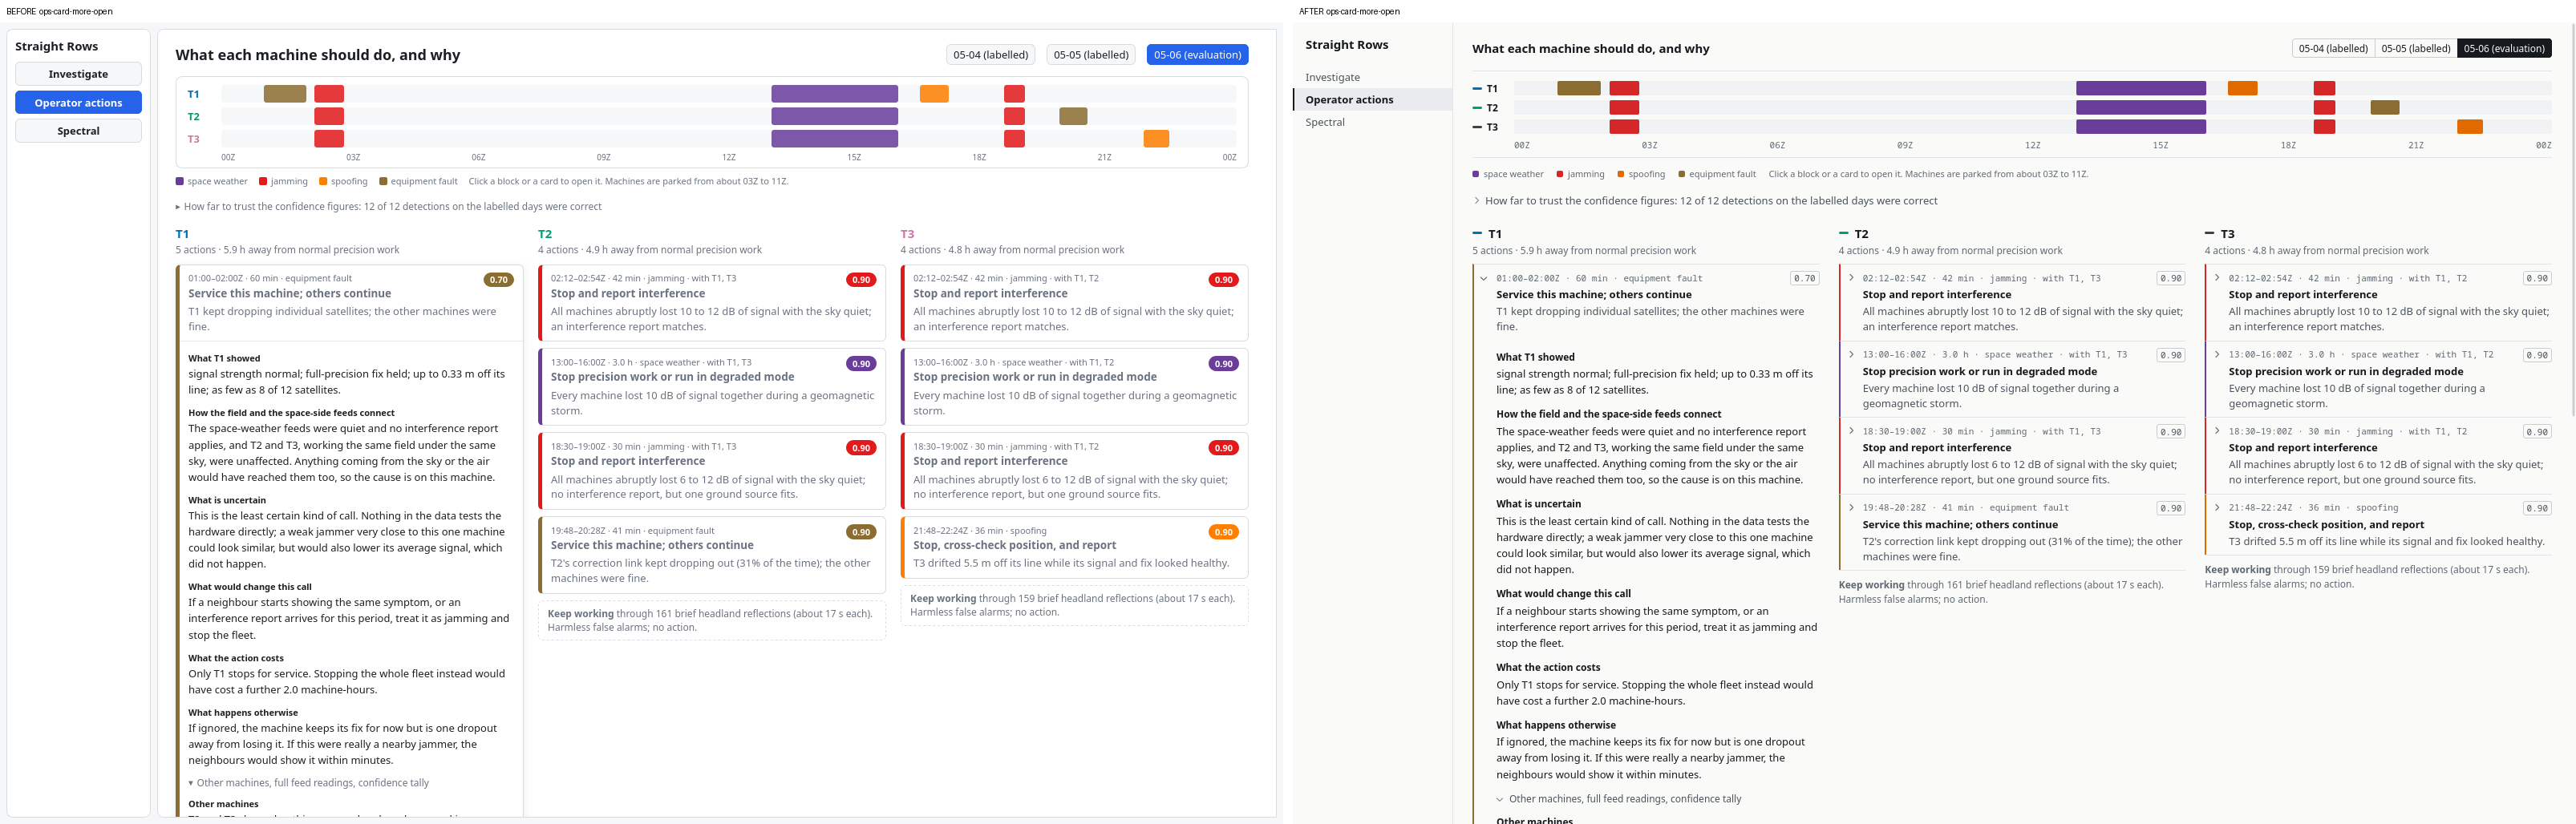 BEFORE ops-card-more-open
Straight Rows
Investigate
Operator actions
Spectral
What each machine should do, and why
05-04 (labelled)
05-05 (labelled)
05-06 (evaluation)
T1
T2
T3
00Z 03Z 06Z 09Z 12Z 15Z 18Z 21Z 00Z
space weather jamming spoofing equipment fault Click a block or a card to open it. Machines are parked from about 03Z to 11Z.
▸ How far to trust the confidence figures: 12 of 12 detections on the labelled days were correct
T1
5 actions · 5.9 h away from normal precision work
01:00–02:00Z · 60 min · equipment fault
0.70
Service this machine; others continue
T1 kept dropping individual satellites; the other machines were
fine.
What T1 showed
signal strength normal; full-precision fix held; up to 0.33 m off its
line; as few as 8 of 12 satellites.
How the field and the space-side feeds connect
The space-weather feeds were quiet and no interference report
applies, and T2 and T3, working the same field under the same
sky, were unaffected. Anything coming from the sky or the air
would have reached them too, so the cause is on this machine.
What is uncertain
This is the least certain kind of call. Nothing in the data tests the
hardware directly; a weak jammer very close to this one machine
could look similar, but would also lower its average signal, which
did not happen.
What would change this call
If a neighbour starts showing the same symptom, or an
interference report arrives for this period, treat it as jamming and
stop the fleet.
What the action costs
Only T1 stops for service. Stopping the whole fleet instead would
have cost a further 2.0 machine-hours.
What happens otherwise
If ignored, the machine keeps its fix for now but is one dropout
away from losing it. If this were really a nearby jammer, the
neighbours would show it within minutes.
▾ Other machines, full feed readings, confidence tally
Other machines
T2
4 actions · 4.9 h away from normal precision work
02:12–02:54Z · 42 min · jamming · with T1, T3
0.90
Stop and report interference
All machines abruptly lost 10 to 12 dB of signal with the sky quiet;
an interference report matches.
13:00–16:00Z · 3.0 h · space weather · with T1, T3
0.90
Stop precision work or run in degraded mode
Every machine lost 10 dB of signal together during a geomagnetic
storm.
18:30–19:00Z · 30 min · jamming · with T1, T3
0.90
Stop and report interference
All machines abruptly lost 6 to 12 dB of signal with the sky quiet;
no interference report, but one ground source fits.
19:48–20:28Z · 41 min · equipment fault
0.90
Service this machine; others continue
T2's correction link kept dropping out (31% of the time); the other
machines were fine.
Keep working through 161 brief headland reflections (about 17 s each).
Harmless false alarms; no action.
T3
4 actions · 4.8 h away from normal precision work
02:12–02:54Z · 42 min · jamming · with T1, T2
0.90
Stop and report interference
All machines abruptly lost 10 to 12 dB of signal with the sky quiet;
an interference report matches.
13:00–16:00Z · 3.0 h · space weather · with T1, T2
0.90
Stop precision work or run in degraded mode
Every machine lost 10 dB of signal together during a geomagnetic
storm.
18:30–19:00Z · 30 min · jamming · with T1, T2
0.90
Stop and report interference
All machines abruptly lost 6 to 12 dB of signal with the sky quiet;
no interference report, but one ground source fits.
21:48–22:24Z · 36 min · spoofing
0.90
Stop, cross-check position, and report
T3 drifted 5.5 m off its line while its signal and fix looked healthy.
Keep working through 159 brief headland reflections (about 17 s each).
Harmless false alarms; no action.
AFTER ops-card-more-open
Straight Rows
Investigate
Operator actions
Spectral
What each machine should do, and why
05-04 (labelled)
05-05 (labelled)
05-06 (evaluation)
T1
T2
T3
00Z 03Z 06Z 09Z 12Z 15Z 18Z 21Z 00Z
space weather jamming spoofing equipment fault Click a block or a card to open it. Machines are parked from about 03Z to 11Z.
How far to trust the confidence figures: 12 of 12 detections on the labelled days were correct
T1
5 actions · 5.9 h away from normal precision work
01:00–02:00Z · 60 min · equipment fault
0.70
Service this machine; others continue
T1 kept dropping individual satellites; the other machines were
fine.
What T1 showed
signal strength normal; full-precision fix held; up to 0.33 m off its
line; as few as 8 of 12 satellites.
How the field and the space-side feeds connect
The space-weather feeds were quiet and no interference report
applies, and T2 and T3, working the same field under the same
sky, were unaffected. Anything coming from the sky or the air
would have reached them too, so the cause is on this machine.
What is uncertain
This is the least certain kind of call. Nothing in the data tests the
hardware directly; a weak jammer very close to this one machine
could look similar, but would also lower its average signal, which
did not happen.
What would change this call
If a neighbour starts showing the same symptom, or an
interference report arrives for this period, treat it as jamming and
stop the fleet.
What the action costs
Only T1 stops for service. Stopping the whole fleet instead would
have cost a further 2.0 machine-hours.
What happens otherwise
If ignored, the machine keeps its fix for now but is one dropout
away from losing it. If this were really a nearby jammer, the
neighbours would show it within minutes.
Other machines, full feed readings, confidence tally
Other machines
T2
4 actions · 4.9 h away from normal precision work
02:12–02:54Z · 42 min · jamming · with T1, T3
0.90
Stop and report interference
All machines abruptly lost 10 to 12 dB of signal with the sky quiet;
an interference report matches.
13:00–16:00Z · 3.0 h · space weather · with T1, T3
0.90
Stop precision work or run in degraded mode
Every machine lost 10 dB of signal together during a
geomagnetic storm.
18:30–19:00Z · 30 min · jamming · with T1, T3
0.90
Stop and report interference
All machines abruptly lost 6 to 12 dB of signal with the sky quiet;
no interference report, but one ground source fits.
19:48–20:28Z · 41 min · equipment fault
0.90
Service this machine; others continue
T2's correction link kept dropping out (31% of the time); the other
machines were fine.
Keep working through 161 brief headland reflections (about 17 s each).
Harmless false alarms; no action.
T3
4 actions · 4.8 h away from normal precision work
02:12–02:54Z · 42 min · jamming · with T1, T2
0.90
Stop and report interference
All machines abruptly lost 10 to 12 dB of signal with the sky quiet;
an interference report matches.
13:00–16:00Z · 3.0 h · space weather · with T1, T2
0.90
Stop precision work or run in degraded mode
Every machine lost 10 dB of signal together during a
geomagnetic storm.
18:30–19:00Z · 30 min · jamming · with T1, T2
0.90
Stop and report interference
All machines abruptly lost 6 to 12 dB of signal with the sky quiet;
no interference report, but one ground source fits.
21:48–22:24Z · 36 min · spoofing
0.90
Stop, cross-check position, and report
T3 drifted 5.5 m off its line while its signal and fix looked healthy.
Keep working through 159 brief headland reflections (about 17 s each).
Harmless false alarms; no action.